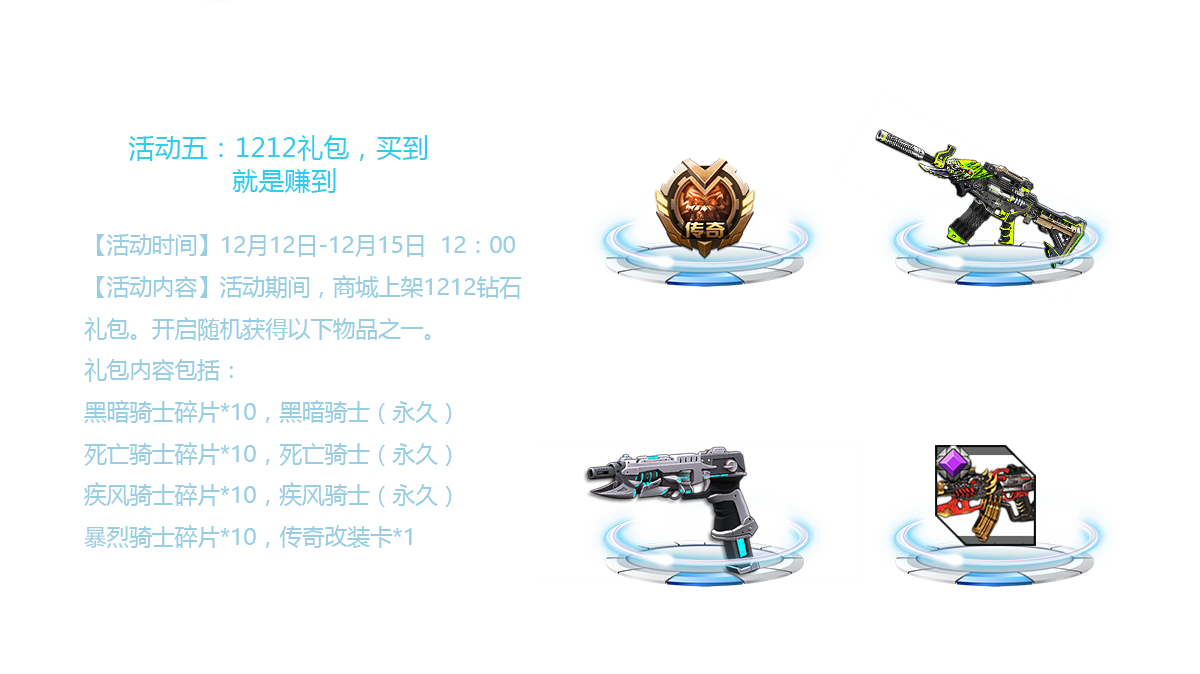 活动五：1212礼包，买到
就是赚到
【活动时间】12月12日-12月15日 12：00
【活动内容】活动期间，商城上架1212钻石
礼包。开启随机获得以下物品之一。
礼包内容包括：
黑暗骑士碎片*10，黑暗骑士（永久）
死亡骑士碎片*10，死亡骑士（永久）
疾风骑士碎片*10，疾风骑士（永久）
暴烈骑士碎片*10，传奇改装卡*1
传奇